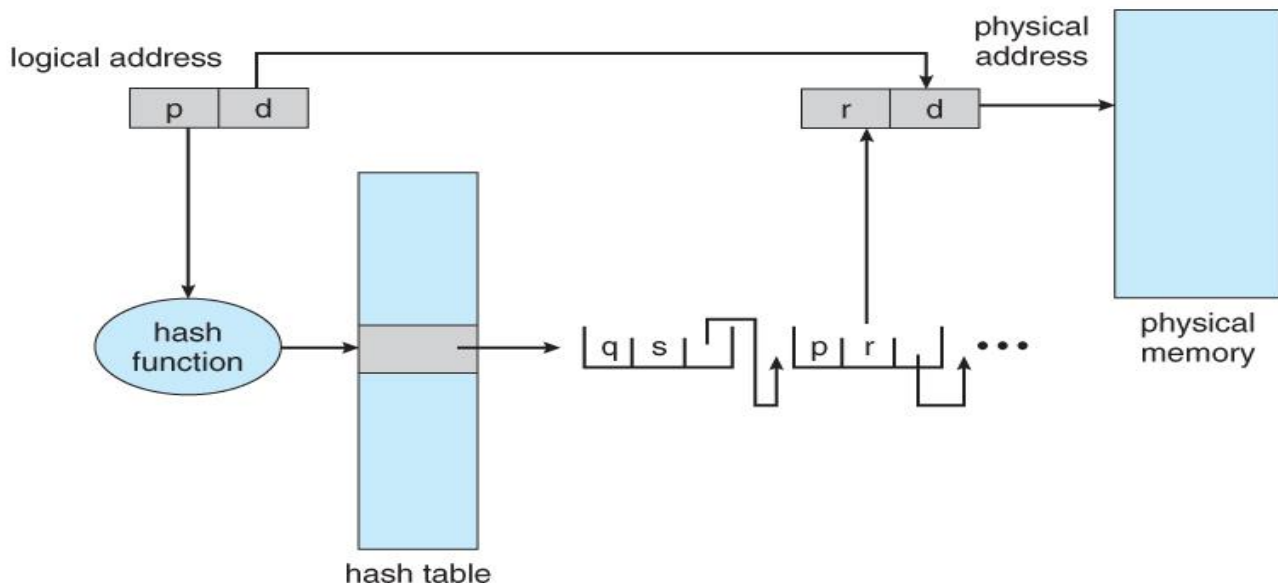 logical address
physical
address
p d
r d
hash
function
q s
p r
•••
physical
memory
hash table